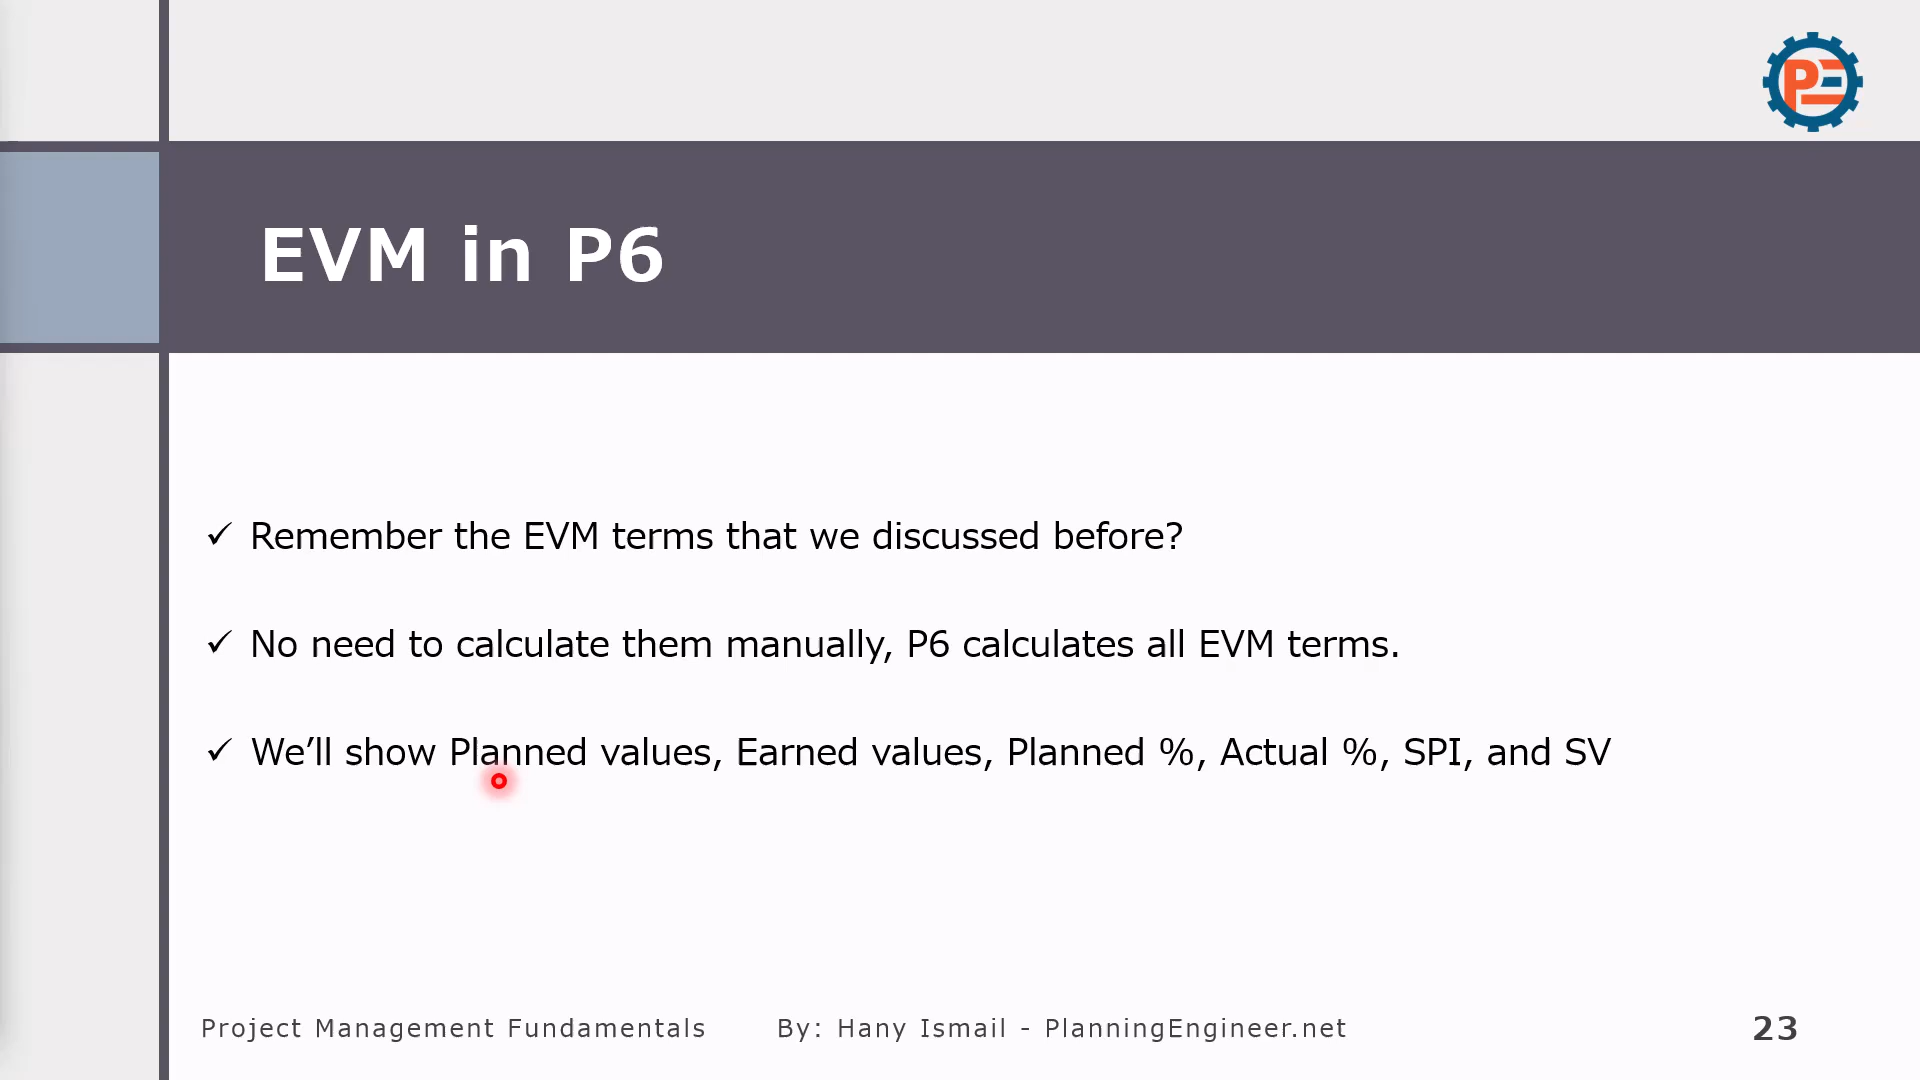 PE
EVM in P6
✓ Remember the EVM terms that we discussed before?
✓ No need to calculate them manually, P6 calculates all EVM terms.
✓ We’ll show Planned values, Earned values, Planned %, Actual %, SPI, and SV
Project Management Fundamentals By: Hany Ismail - PlanningEngineer.net 23